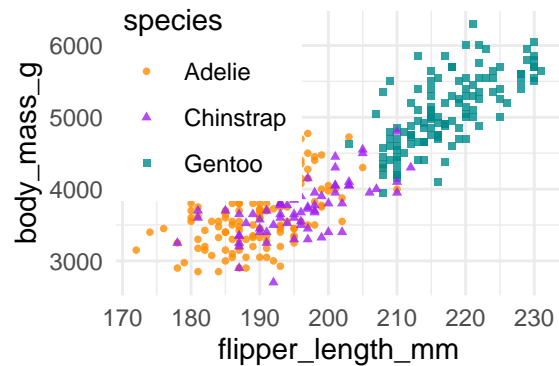 species
Adelie
Chinstrap
Gentoo
body_mass_g
6000
5000
4000
3000
170 180 190 200 210 220 230
flipper_length_mm